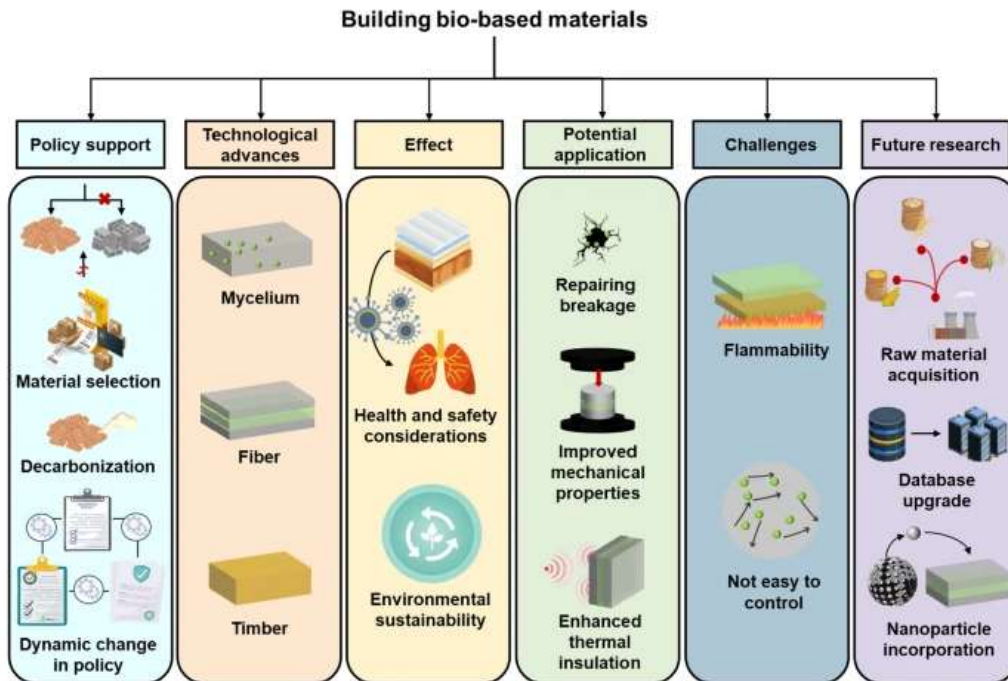 Building bio-based materials
Policy support
Technological
advances
Effect
Potential
application
Challenges
Future research
Material selection
Decarbonization
Dynamic change
in policy
Mycelium
Fiber
Timber
Health and safety
considerations
Environmental
sustainability
Repairing
breakage
Improved
mechanical
properties
Enhanced
thermal
insulation
Flammability
Not easy to
control
Raw material
acquisition
Database
upgrade
Nanoparticle
incorporation